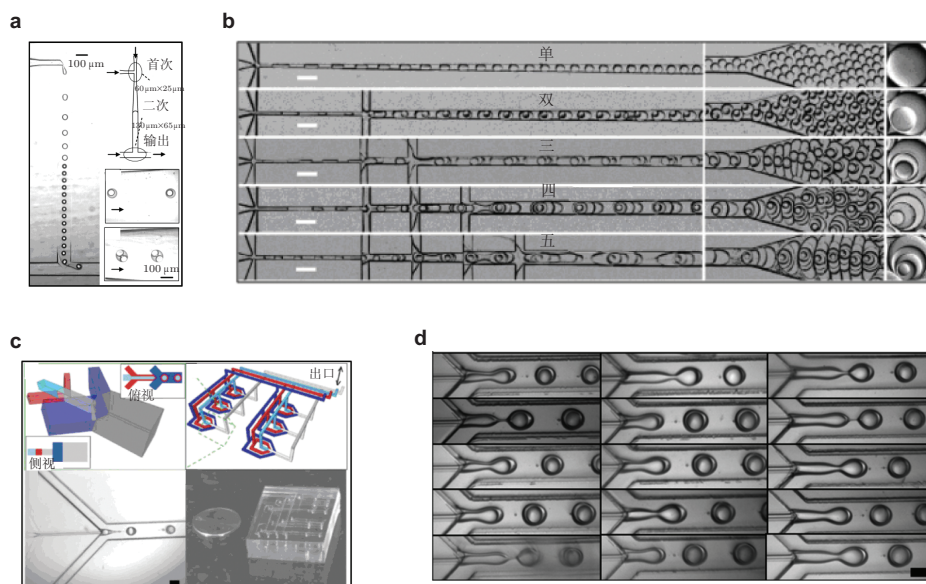 a
100 μm
首次
60μm×25μm
二次
130μm×65μm
输出
100 μm
b
单
双
三
四
五
c
俯视
出口
侧视
d